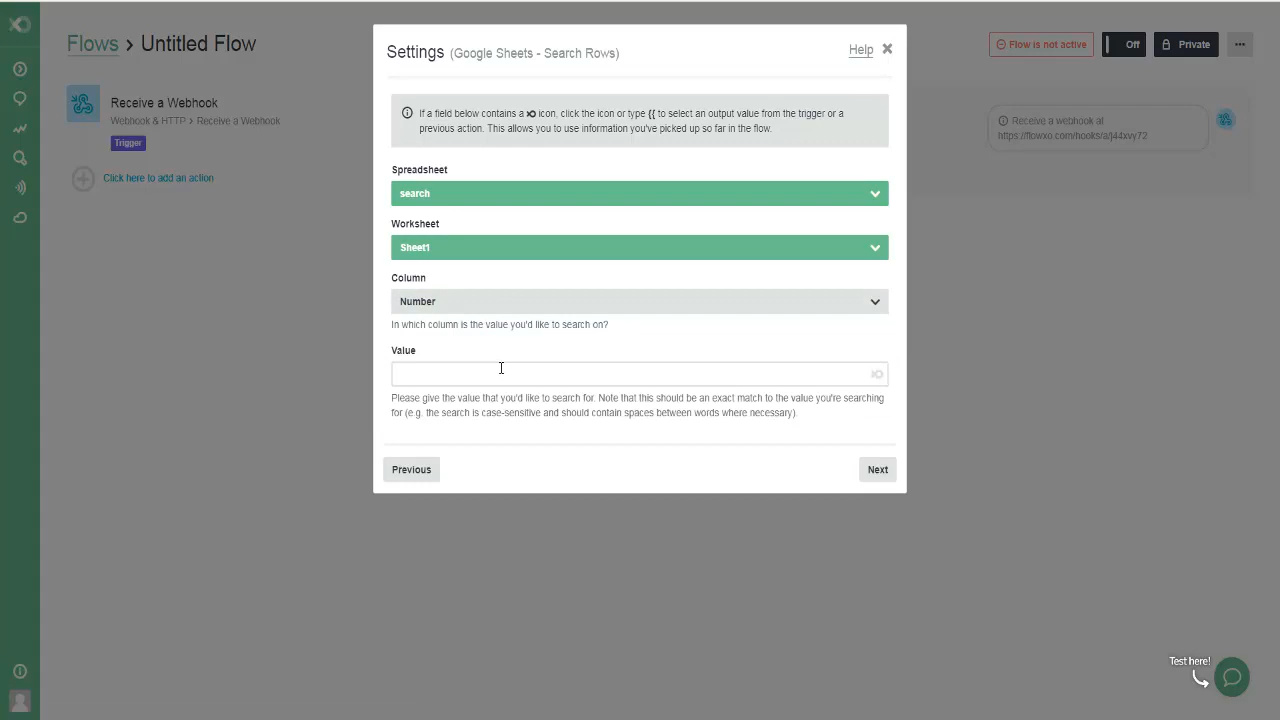 Flows > Untitled Flow
Flow is not active
Off
Private
Receive a Webhook
Webhook & HTTP > Receive a Webhook
Trigger
Click here to add an action
Receive a webhook at
https://flowxo.com/hooks/a/j44xvy72
Settings (Google Sheets - Search Rows)
Help
If a field below contains a XO icon, click the icon or type {{ to select an output value from the trigger or a
previous action. This allows you to use information you've picked up so far in the flow.
Spreadsheet
search
Worksheet
Sheet1
Column
Number
In which column is the value you'd like to search on?
Value
Please give the value that you'd like to search for. Note that this should be an exact match to the value you're searching
for (e.g. the search is case-sensitive and should contain spaces between words where necessary).
Previous
Next
Test here!